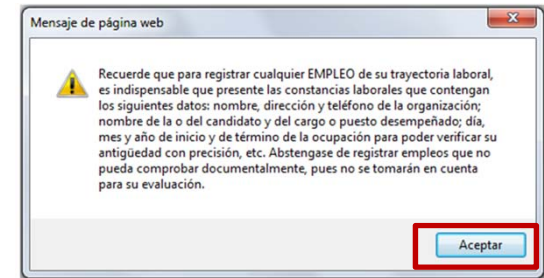 Mensaje de página web
Recuerde que para registrar cualquier EMPLEO de su trayectoria laboral,
es indispensable que presente las constancias laborales que contengan
los siguientes datos: nombre, dirección y teléfono de la organización;
nombre de la o del candidato y del cargo o puesto desempeñado; día,
mes y año de inicio y de término de la ocupación para poder verificar su
antigüedad con precisión, etc. Abstengase de registrar empleos que no
pueda comprobar documentalmente, pues no se tomarán en cuenta
para su evaluación.
Aceptar